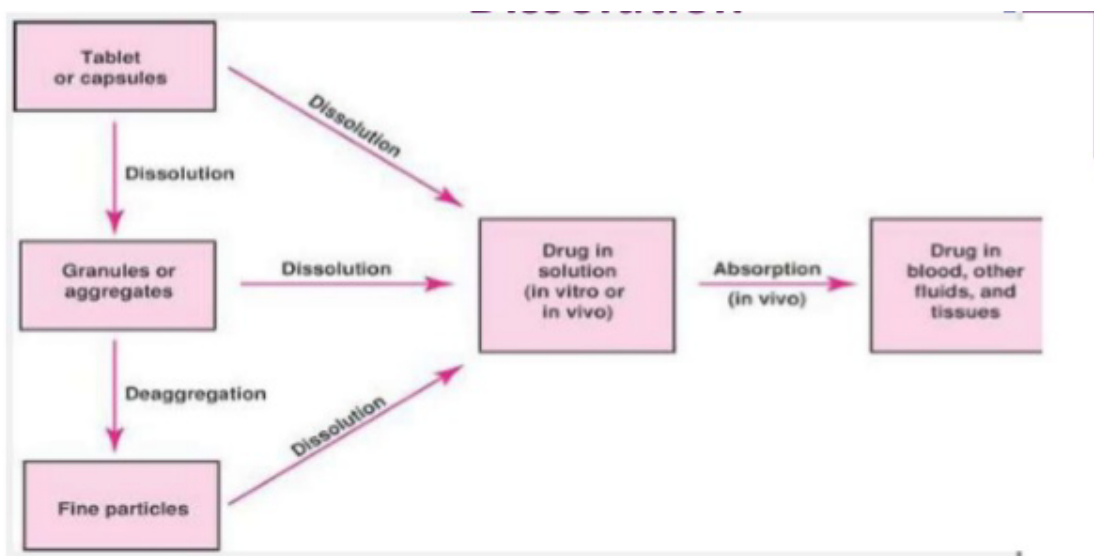 Dissolution
Tablet
or capsules
Dissolution
Dissolution
Granules or
aggregates
Dissolution
Drug in
solution
(in vitro or
in vivo)
Absorption
(in vivo)
Drug in
blood, other
fluids, and
tissues
Deaggregation
Dissolution
Fine particles